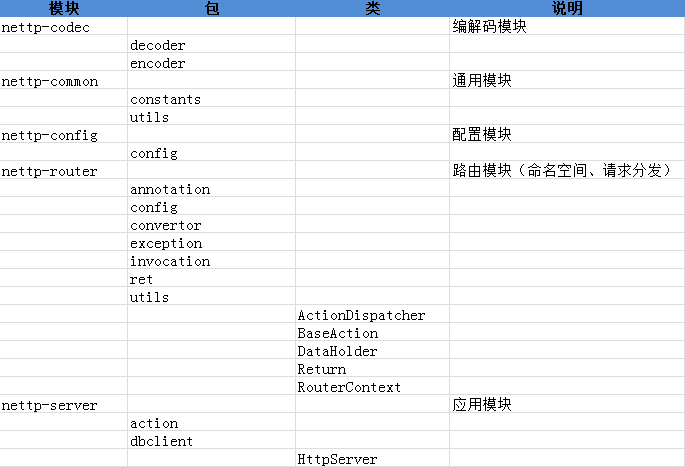 模块 包 类 说明
nettp-codec 编解码模块
decoder
encoder
nettp-common 通用模块
constants
utils
nettp-config 配置模块
config
nettp-router 路由模块（命名空间、请求分发）
annotation
config
convertor
exception
invocation
ret
utils
ActionDispatcher
BaseAction
DataHolder
Return
RouterContext
nettp-server 应用模块
action
dbclient
HttpServer